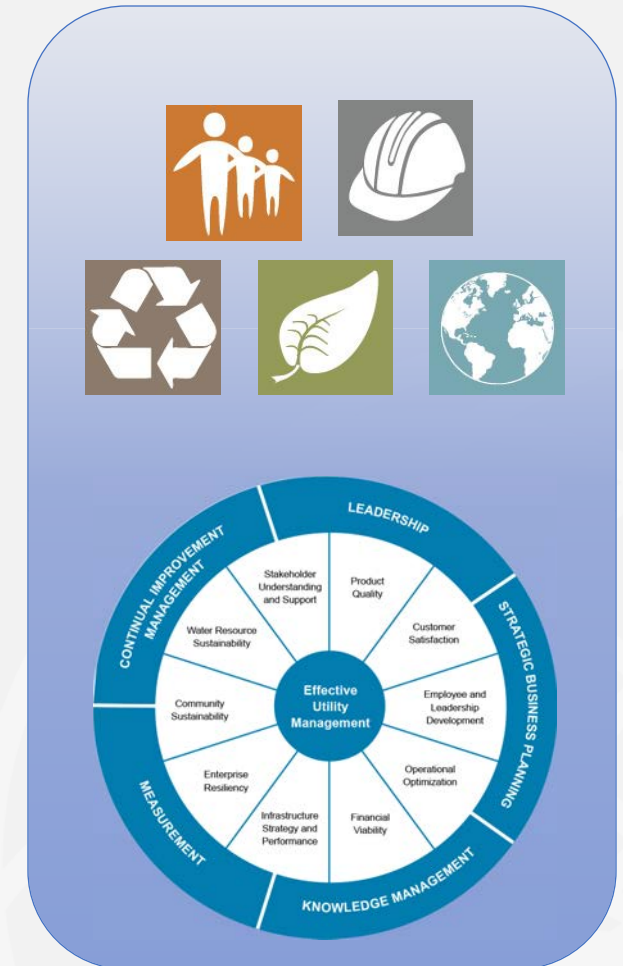 LEADERSHIP
STRATEGIC BUSINESS PLANNING
KNOWLEDGE MANAGEMENT
MEASUREMENT
CONTINUAL IMPROVEMENT
MANAGEMENT
Stakeholder
Understanding
and Support
Product
Quality
Customer
Satisfaction
Employee and
Leadership
Development
Operational
Optimization
Financial
Viability
Infrastructure
Strategy and
Performance
Enterprise
Resiliency
Community
Sustainability
Water Resource
Sustainability
Effective
Utility
Management